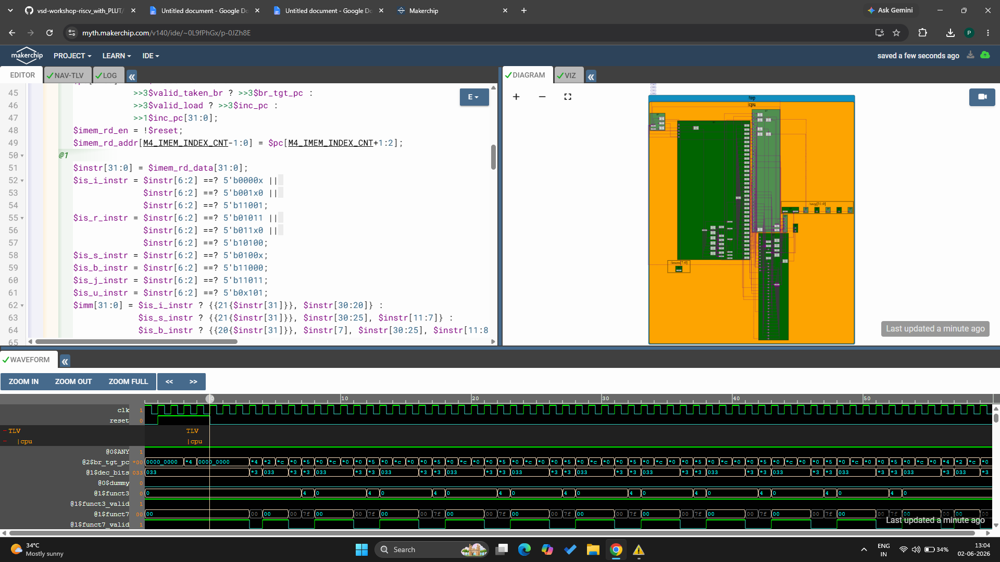 vsd-workshop-riscv_with_PLUT/
Untitled document - Google Do
Untitled document - Google Do
Makerchip
Ask Gemini
myth.makerchip.com/v140/ide/~0L9fPhGx/p-0JZh8E
P
makerchip
PROJECT
LEARN
IDE
saved a few seconds ago
EDITOR
NAV-TLV
LOG
DIAGRAM
VIZ
E
45 >>3$valid_taken_br ? >>3$br_tgt_pc :
46 >>3$valid_load ? >>3$inc_pc :
47 >>1$inc_pc[31:0];
48 $imem_rd_en = !$reset;
49 $imem_rd_addr[M4_IMEM_INDEX_CNT-1:0] = $pc[M4_IMEM_INDEX_CNT+1:2];
50 @1
51 $instr[31:0] = $imem_rd_data[31:0];
52 $is_i_instr = $instr[6:2] ==? 5'b0000x ||
53 $instr[6:2] ==? 5'b001x0 ||
54 $instr[6:2] ==? 5'b11001;
55 $is_r_instr = $instr[6:2] ==? 5'b01011 ||
56 $instr[6:2] ==? 5'b011x0 ||
57 $instr[6:2] ==? 5'b10100;
58 $is_s_instr = $instr[6:2] ==? 5'b0100x;
59 $is_b_instr = $instr[6:2] ==? 5'b11000;
60 $is_j_instr = $instr[6:2] ==? 5'b11011;
61 $is_u_instr = $instr[6:2] ==? 5'b0x101;
62 $imm[31:0] = $is_i_instr ? {{21{$instr[31]}}, $instr[30:20]} :
63 $is_s_instr ? {{21{$instr[31]}}, $instr[30:25], $instr[11:7]} :
64 $is_b_instr ? {{20{$instr[31]}}, $instr[7], $instr[30:25], $instr[11:8
65
/top
|cpu
/xreg[31:0]
/imem[7:0]
Last updated a minute ago
WAVEFORM
ZOOM IN
ZOOM OUT
ZOOM FULL
<<
>>
0 10 20 30 40 50
clk 1
reset 0
TLV TLV
|cpu |cpu
@0$ANY 1
@2$br_tgt_pc *00 0000_0000 *4 0000_0000 *4 *2 *c *0 *5 *0 *c *0 *0 *5 *0 *c *0 *0 *5 *0 *c *0 *0 *5 *0 *c *0 *0 *5 *0 *c *0 *0 *5 *0 *c *0 *0 *5 *0 *c *0 *0 *5 *0 *c *0 *0 *5 *0 *c *0 *0 *5 *0 *c *0 *4 *2 *c *0
@1$dec_bits 033 033 *3 033 *3 *3 033 *3 *3 033 *3 *3 033 *3 *3 033 *3 *3 033 *3 *3 033 *3 *3 033 *3 *3 033 *3 *3 033 *3 *3 033 *3 033 *3
@0$dummy 0
@1$funct3 0 0 4 0 4 0 4 0 4 0 4 0 4 0 4 0 4 0 4 0 4 0
@1$funct3_valid 1
@1$funct7 00 00 00 00 00 7f 00 00 7f 00 00 7f 00 00 7f 00 00 7f 00 00 7f 00 00 7f 00 00 7f 00 00 7f 00 00 7f 00 00 00
@1$funct7_valid 1
Last updated a minute ago
34°C
Mostly sunny
Search
ENG
IN
34%
13:04
02-06-2026